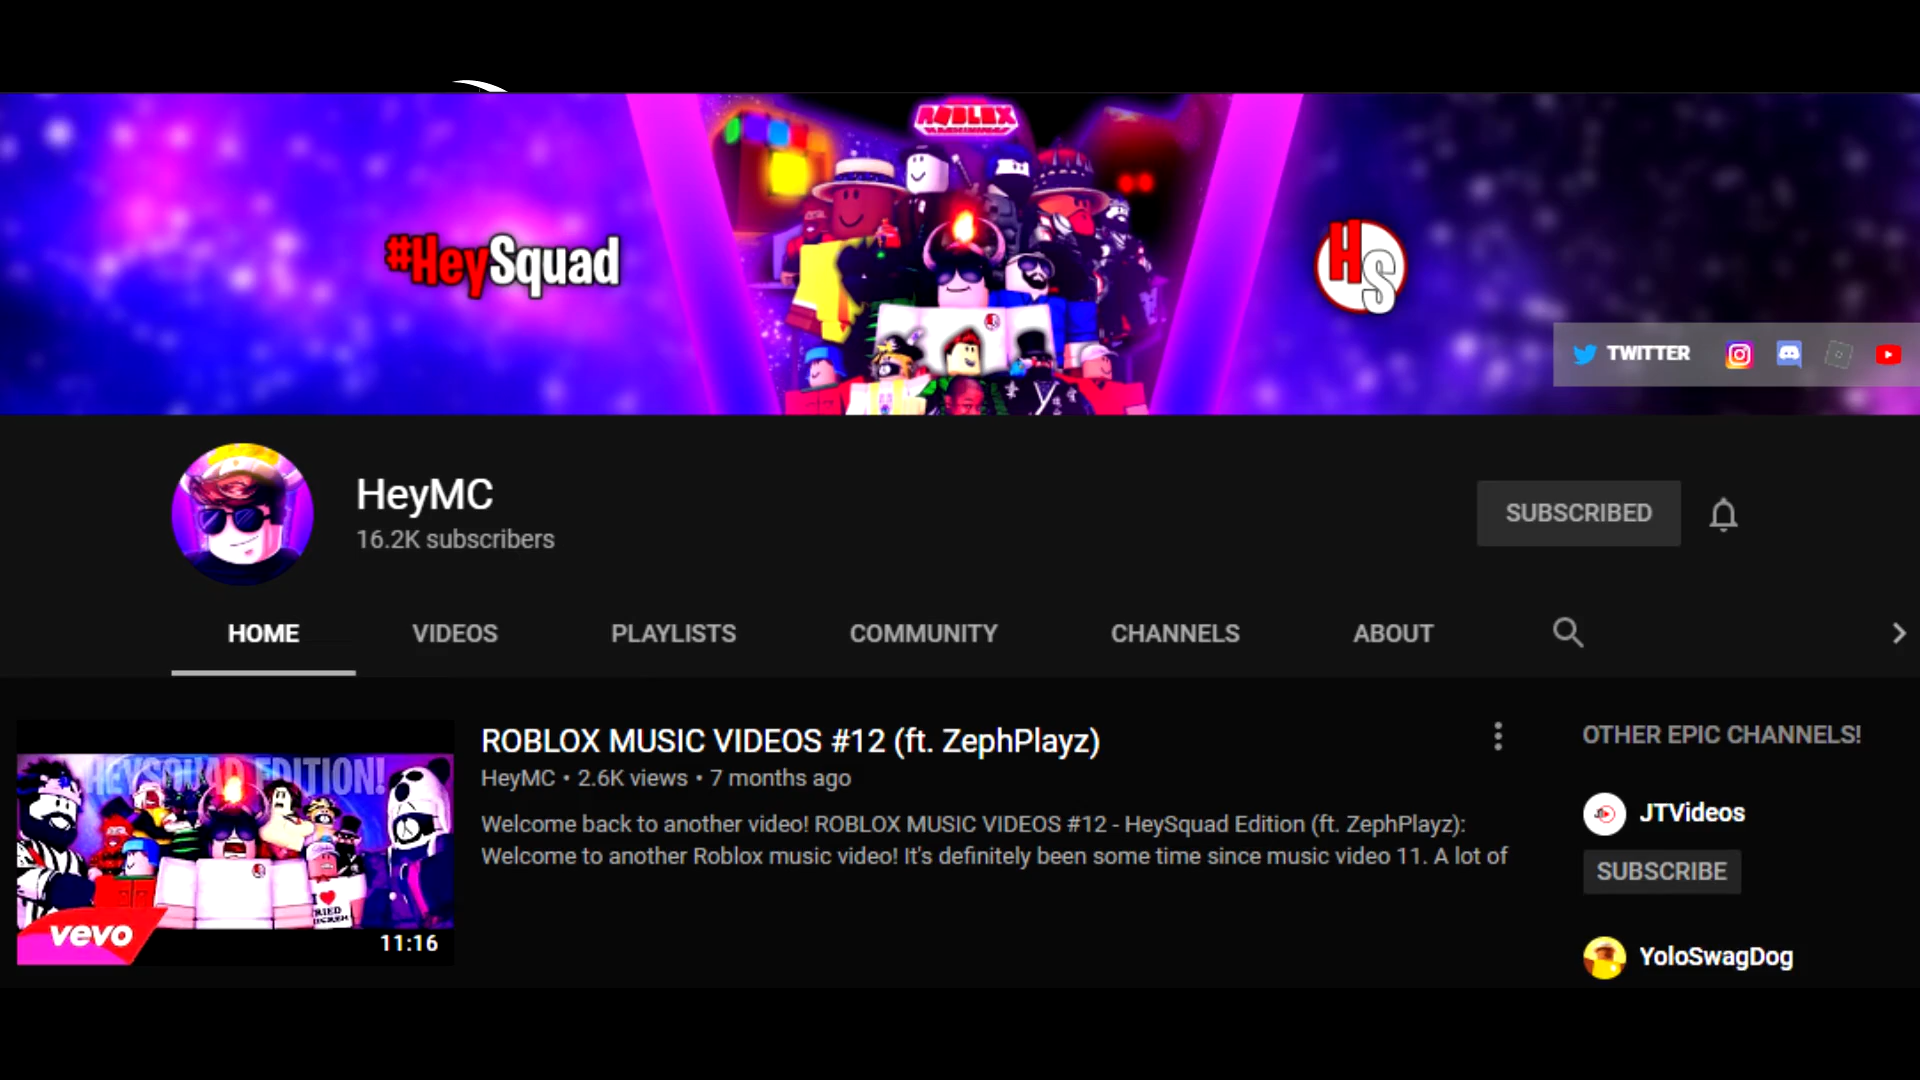 ROBLOX
#HeySquad
HS
TWITTER
HeyMC
16.2K subscribers
SUBSCRIBED
HOME
VIDEOS
PLAYLISTS
COMMUNITY
CHANNELS
ABOUT
HEYSQUAD EDITION!
vevo
11:16
ROBLOX MUSIC VIDEOS #12 (ft. ZephPlayz)
HeyMC • 2.6K views • 7 months ago
Welcome back to another video! ROBLOX MUSIC VIDEOS #12 - HeySquad Edition (ft. ZephPlayz):
Welcome to another Roblox music video! It's definitely been some time since music video 11. A lot of
OTHER EPIC CHANNELS!
JTVideos
SUBSCRIBE
YoloSwagDog